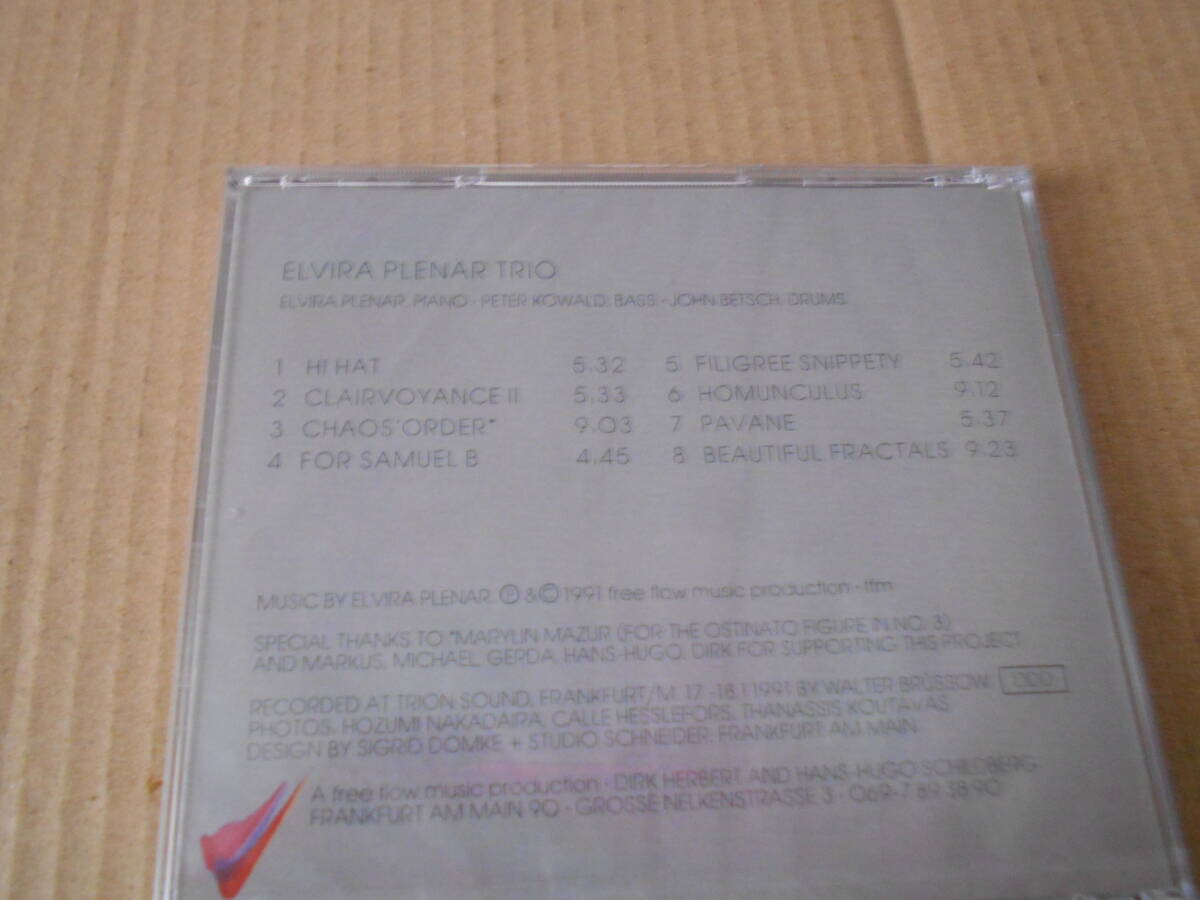 ELVIRA PLENAR TRIO
ELVIRA PLENAR, PIANO · PETER KOWALD, BASS · JOHN BETSCH, DRUMS
1 HI HAT 5.32
2 CLAIRVOYANCE II 5.33
3 CHAOS'ORDER* 9.03
4 FOR SAMUEL B 4.45
5 FILIGREE SNIPPETY 5.42
6 HOMUNCULUS 9.12
7 PAVANE 5.37
8 BEAUTIFUL FRACTALS 9.23
MUSIC BY ELVIRA PLENAR. Ⓟ & © 1991 free flow music production · ffm
SPECIAL THANKS TO *MARYLIN MAZUR (FOR THE OSTINATO FIGURE IN NO. 3)
AND MARKUS, MICHAEL, GERDA, HANS-HUGO, DIRK FOR SUPPORTING THIS PROJECT
RECORDED AT TRION SOUND, FRANKFURT/M. 17.-18.1.1991 BY WALTER BRÜSSOW. DDD
PHOTOS: HOZUMI NAKADAIRA, CALLE HESSLEFORS, THANASSIS KOUTAVAS
DESIGN BY SIGRID DOMKE + STUDIO SCHNEIDER, FRANKFURT AM MAIN
A free flow music production · DIRK HERBERT AND HANS-HUGO SCHILDBERG·
FRANKFURT AM MAIN 90 · GROSSE NELKENSTRASSE 3 · 069-7 89 38 90